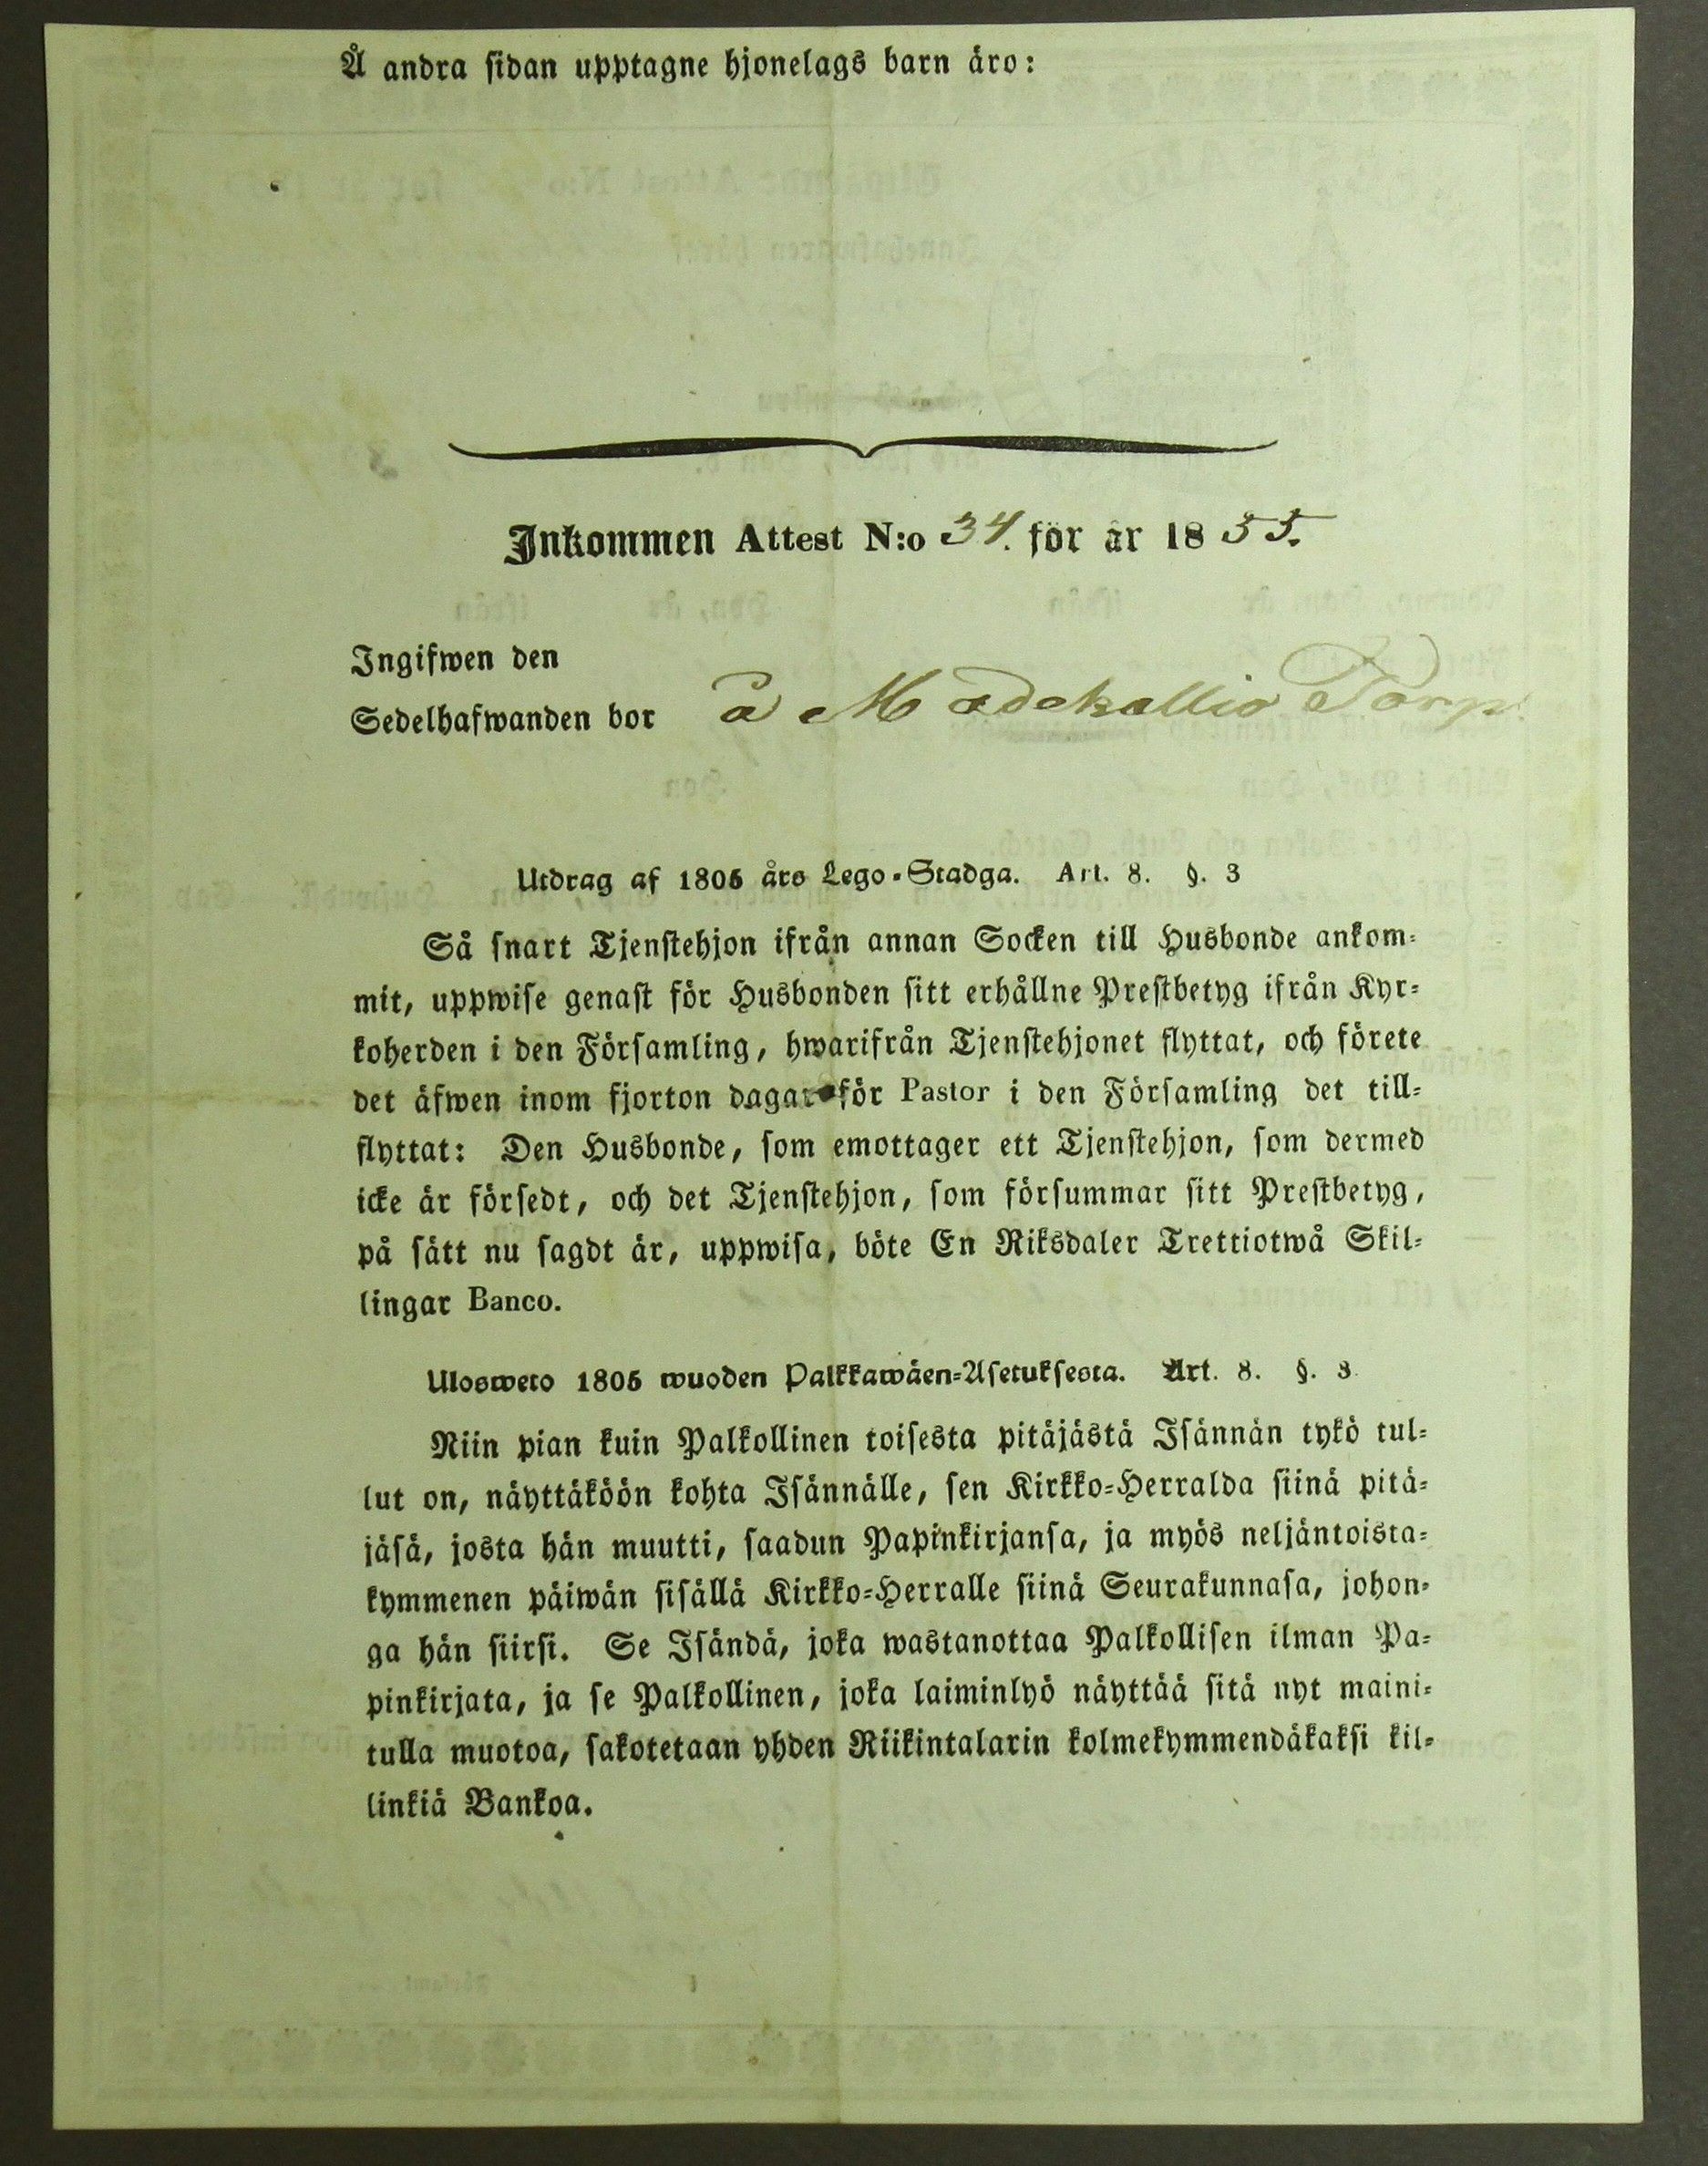 Å andra sidan upptagne hjonelags barn äro:
Inkommen Attest N:o 34. för år 1855.
Ingifwen den
Sedelhafwanden bor å Madekallio Torp
Utdrag af 1805 års Lego-Stadga. Art. 8. §. 3
Så snart Tjenstehjon ifrån annan Socken till Husbonde ankom-
mit, uppwise genast för Husbonden sitt erhållne Prestbetyg ifrån Kyr-
koherden i den Församling, hwarifrån Tjenstehjonet flyttat, och förete
det äfwen inom fjorton dagar för Pastor i den Församling det till-
flyttat: Den Husbonde, som emottager ett Tjenstehjon, som dermed
icke är försedt, och det Tjenstehjon, som försummar sitt Prestbetyg,
på sätt nu sagdt är, uppwisa, böte En Riksdaler Trettiotwå Skil-
lingar Banco.
Ulosweto 1805 wuoden Palkkawäen-Asetuksesta. Art. 8. §. 3
Niin pian kuin Palkollinen toisesta pitäjästä Isännän tykö tul-
lut on, näyttäköön kohta Isännälle, sen Kirkko-Herralda siinä pitä-
jäsä, josta hän muutti, saadun Papinkirjansa, ja myös neljäntoista-
kymmenen päiwän sisällä Kirkko-Herralle siinä Seurakunnasa, johon-
ga hän siirsi. Se Isändä, joka wastanottaa Palkollisen ilman Pa-
pinkirjata, ja se Palkollinen, joka laiminlyö näyttää sitä nyt maini-
tulla muotoa, sakotetaan yhden Riikintalarin kolmekymmendäkaksi kil-
linkiä Bankoa.